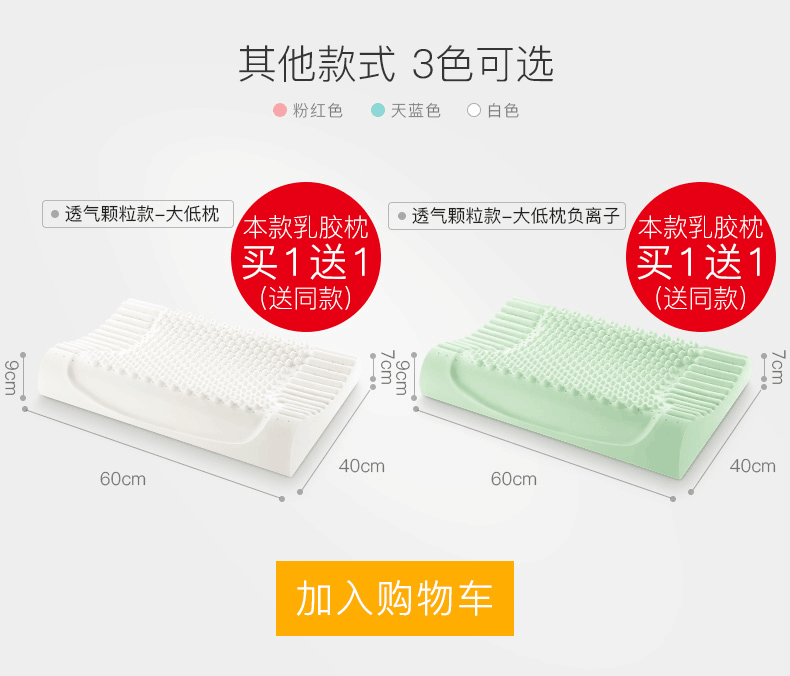 其他款式 3色可选
粉红色 天蓝色 白色
透气颗粒款-大低枕
本款乳胶枕
买1送1
(送同款)
透气颗粒款-大低枕负离子
本款乳胶枕
买1送1
(送同款)
9cm
7cm
60cm
40cm
9cm
7cm
60cm
40cm
加入购物车